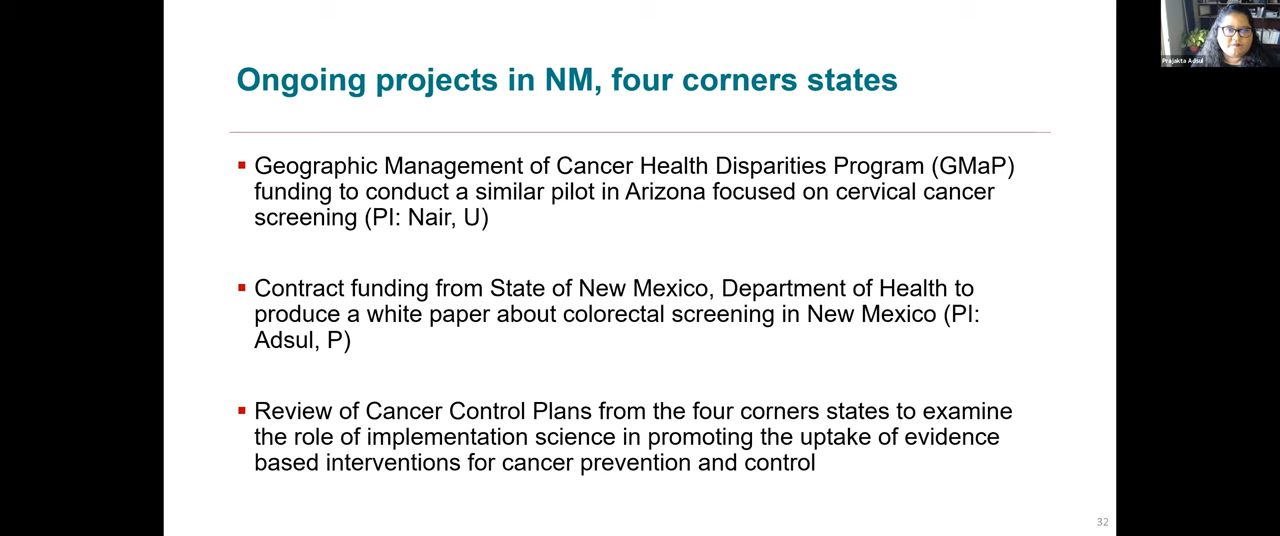 Ongoing projects in NM, four corners states
Geographic Management of Cancer Health Disparities Program (GMaP)
funding to conduct a similar pilot in Arizona focused on cervical cancer
screening (PI: Nair, U)
Contract funding from State of New Mexico, Department of Health to
produce a white paper about colorectal screening in New Mexico (PI:
Adsul, P)
Review of Cancer Control Plans from the four corners states to examine
the role of implementation science in promoting the uptake of evidence
based interventions for cancer prevention and control
32
Prajakta Adsul